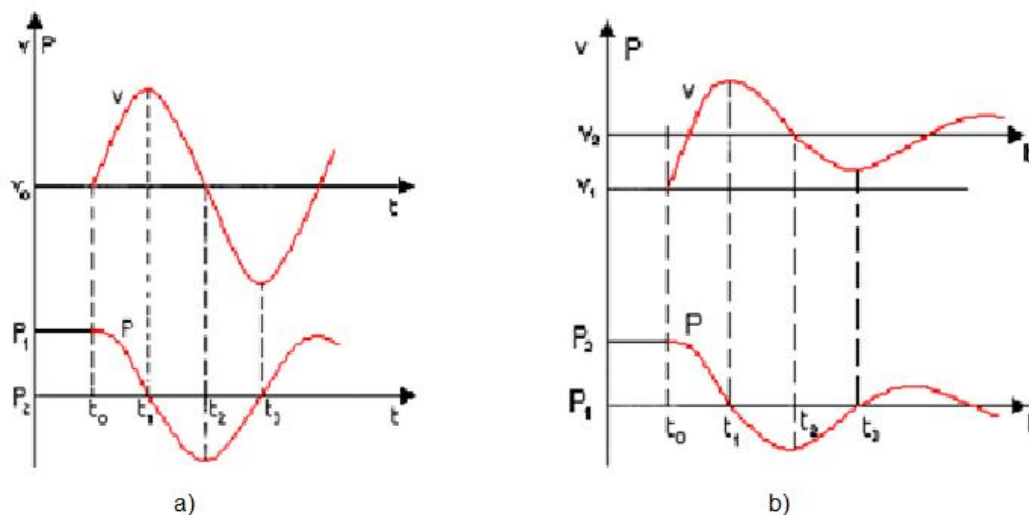 v P
v
v₀
t
P₁
P
P₂
t₀ t₁ t₂ t₃ t
a)
v P
v
v₂
t
v₁
P₂
P
P₁
t₀ t₁ t₂ t₃ t
b)